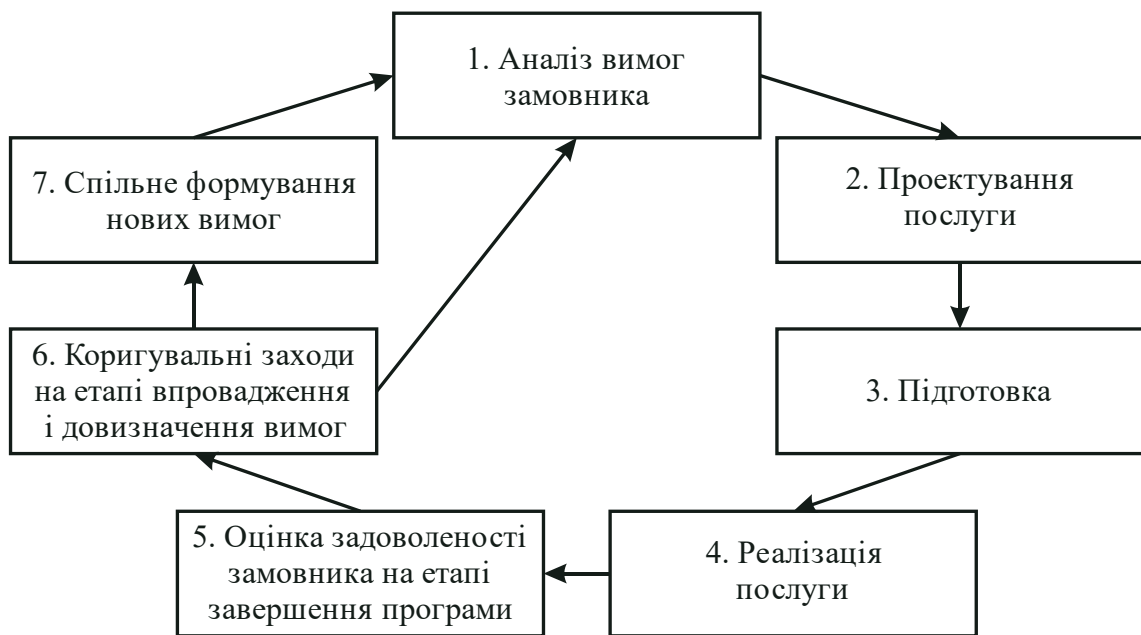 1. Аналіз вимог
замовника
2. Проектування
послуги
3. Підготовка
4. Реалізація
послуги
5. Оцінка задоволеності
замовника на етапі
завершення програми
6. Коригувальні заходи
на етапі впровадження
і довизначення вимог
7. Спільне формування
нових вимог